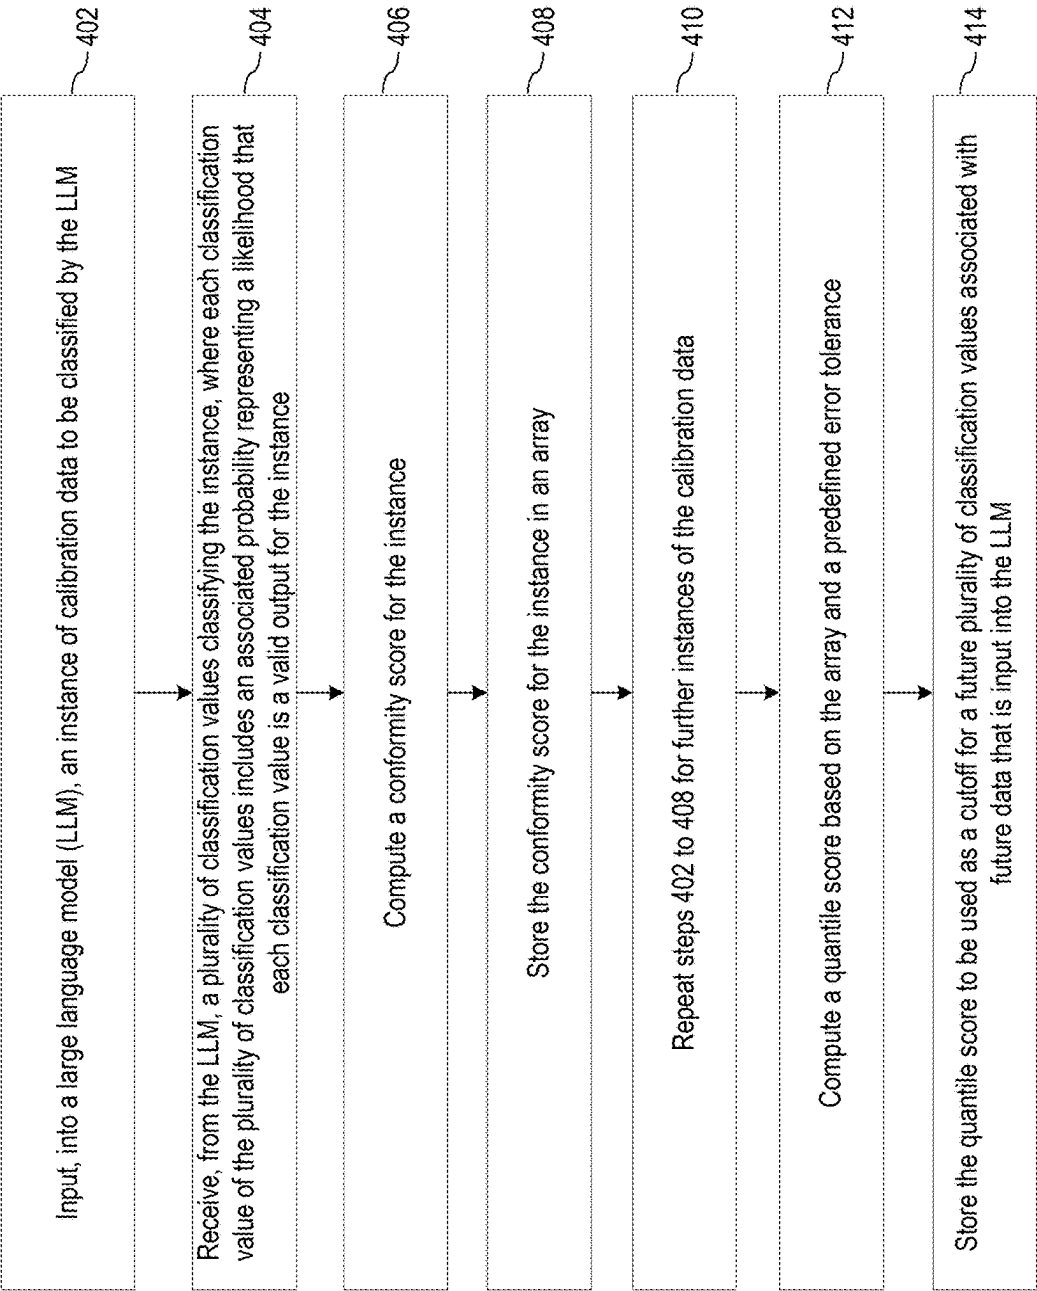 402
Input, into a large language model (LLM), an instance of calibration data to be classified by the LLM
404
Receive, from the LLM, a plurality of classification values classifying the instance, where each classification
value of the plurality of classification values includes an associated probability representing a likelihood that
each classification value is a valid output for the instance
406
Compute a conformity score for the instance
408
Store the conformity score for the instance in an array
410
Repeat steps 402 to 408 for further instances of the calibration data
412
Compute a quantile score based on the array and a predefined error tolerance
414
Store the quantile score to be used as a cutoff for a future plurality of classification values associated with
future data that is input into the LLM